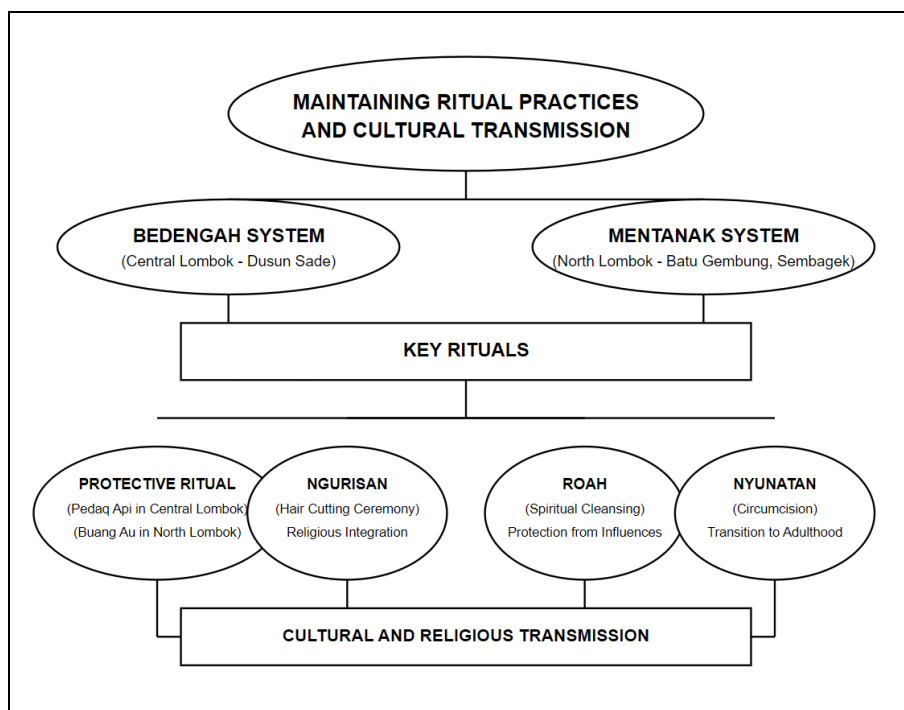 MAINTAINING RITUAL PRACTICES
AND CULTURAL TRANSMISSION
BEDENGAH SYSTEM
(Central Lombok - Dusun Sade)
MENTANAK SYSTEM
(North Lombok - Batu Gembung, Sembagek)
KEY RITUALS
PROTECTIVE RITUAL
(Pedaq Api in Central Lombok)
(Buang Au in North Lombok)
NGURISAN
(Hair Cutting Ceremony)
Religious Integration
ROAH
(Spiritual Cleansing)
Protection from Influences
NYUNATAN
(Circumcision)
Transition to Adulthood
CULTURAL AND RELIGIOUS TRANSMISSION